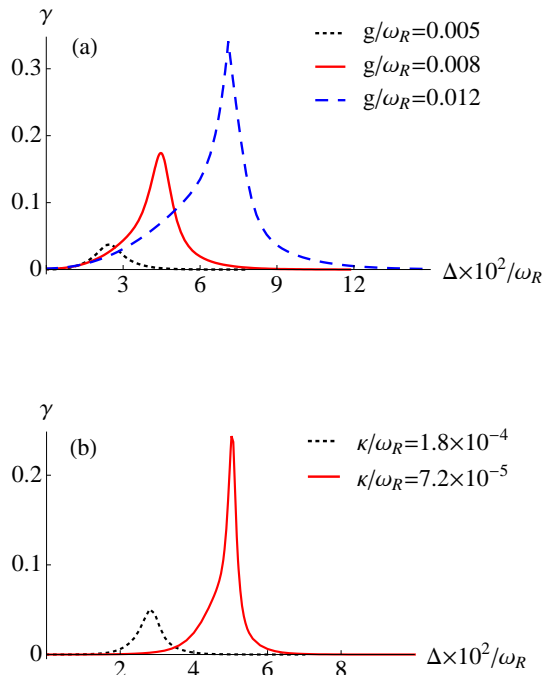 γ
(a)
g/ω_R=0.005
g/ω_R=0.008
g/ω_R=0.012
0.3
0.2
0.1
0
3 6 9 12 Δ×10²/ω_R
γ
(b)
κ/ω_R=1.8×10⁻⁴
κ/ω_R=7.2×10⁻⁵
0.2
0.1
0
2 4 6 8 Δ×10²/ω_R